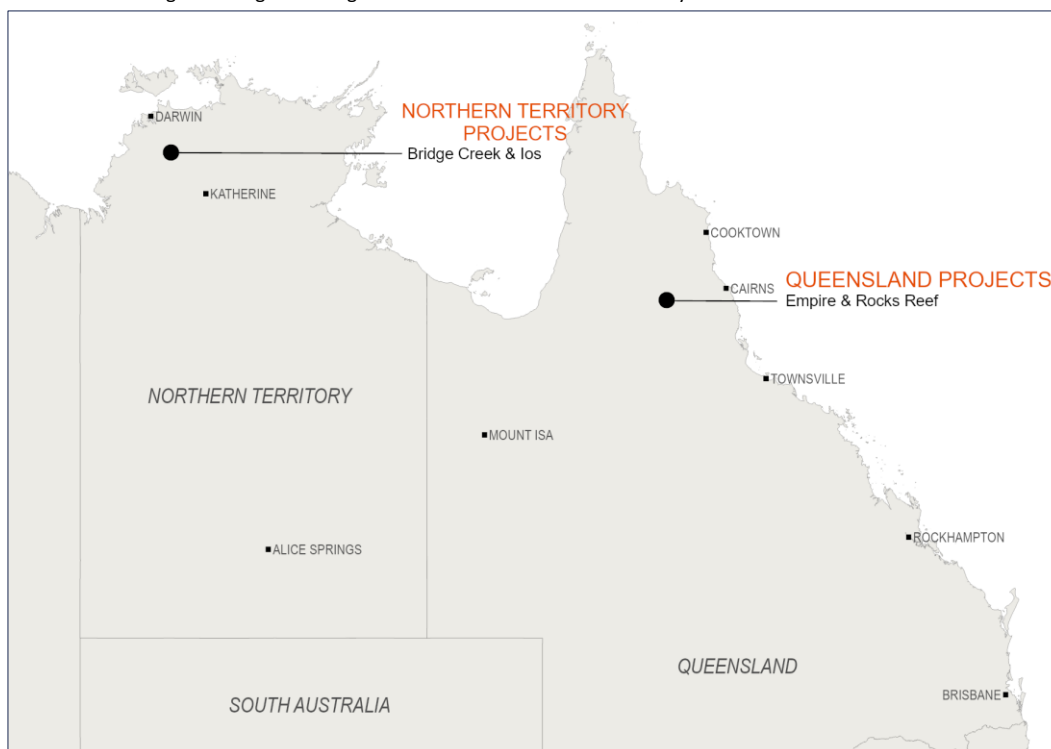 DARWIN
NORTHERN TERRITORY
PROJECTS
Bridge Creek & Ios
KATHERINE
COOKTOWN
CAIRNS
QUEENSLAND PROJECTS
Empire & Rocks Reef
TOWNSVILLE
NORTHERN TERRITORY
MOUNT ISA
ALICE SPRINGS
ROCKHAMPTON
QUEENSLAND
BRISBANE
SOUTH AUSTRALIA